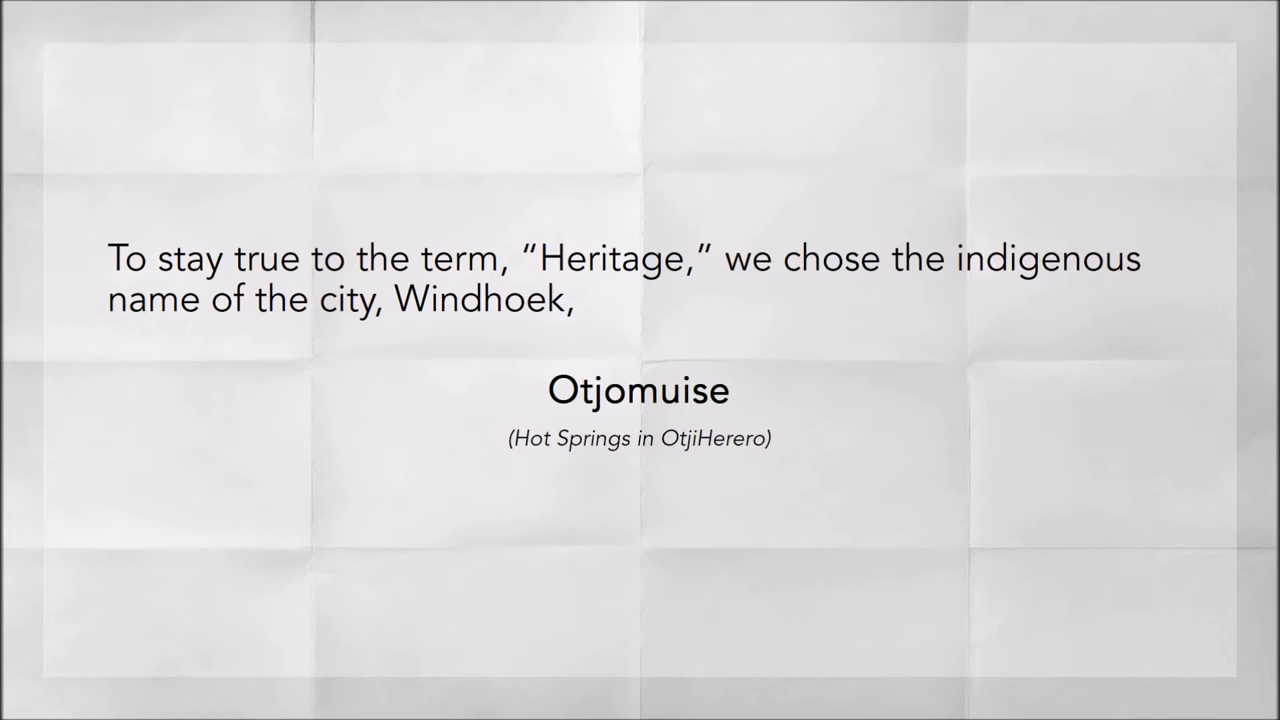 To stay true to the term, “Heritage,” we chose the indigenous
name of the city, Windhoek,
Otjomuise
(Hot Springs in OtjiHerero)